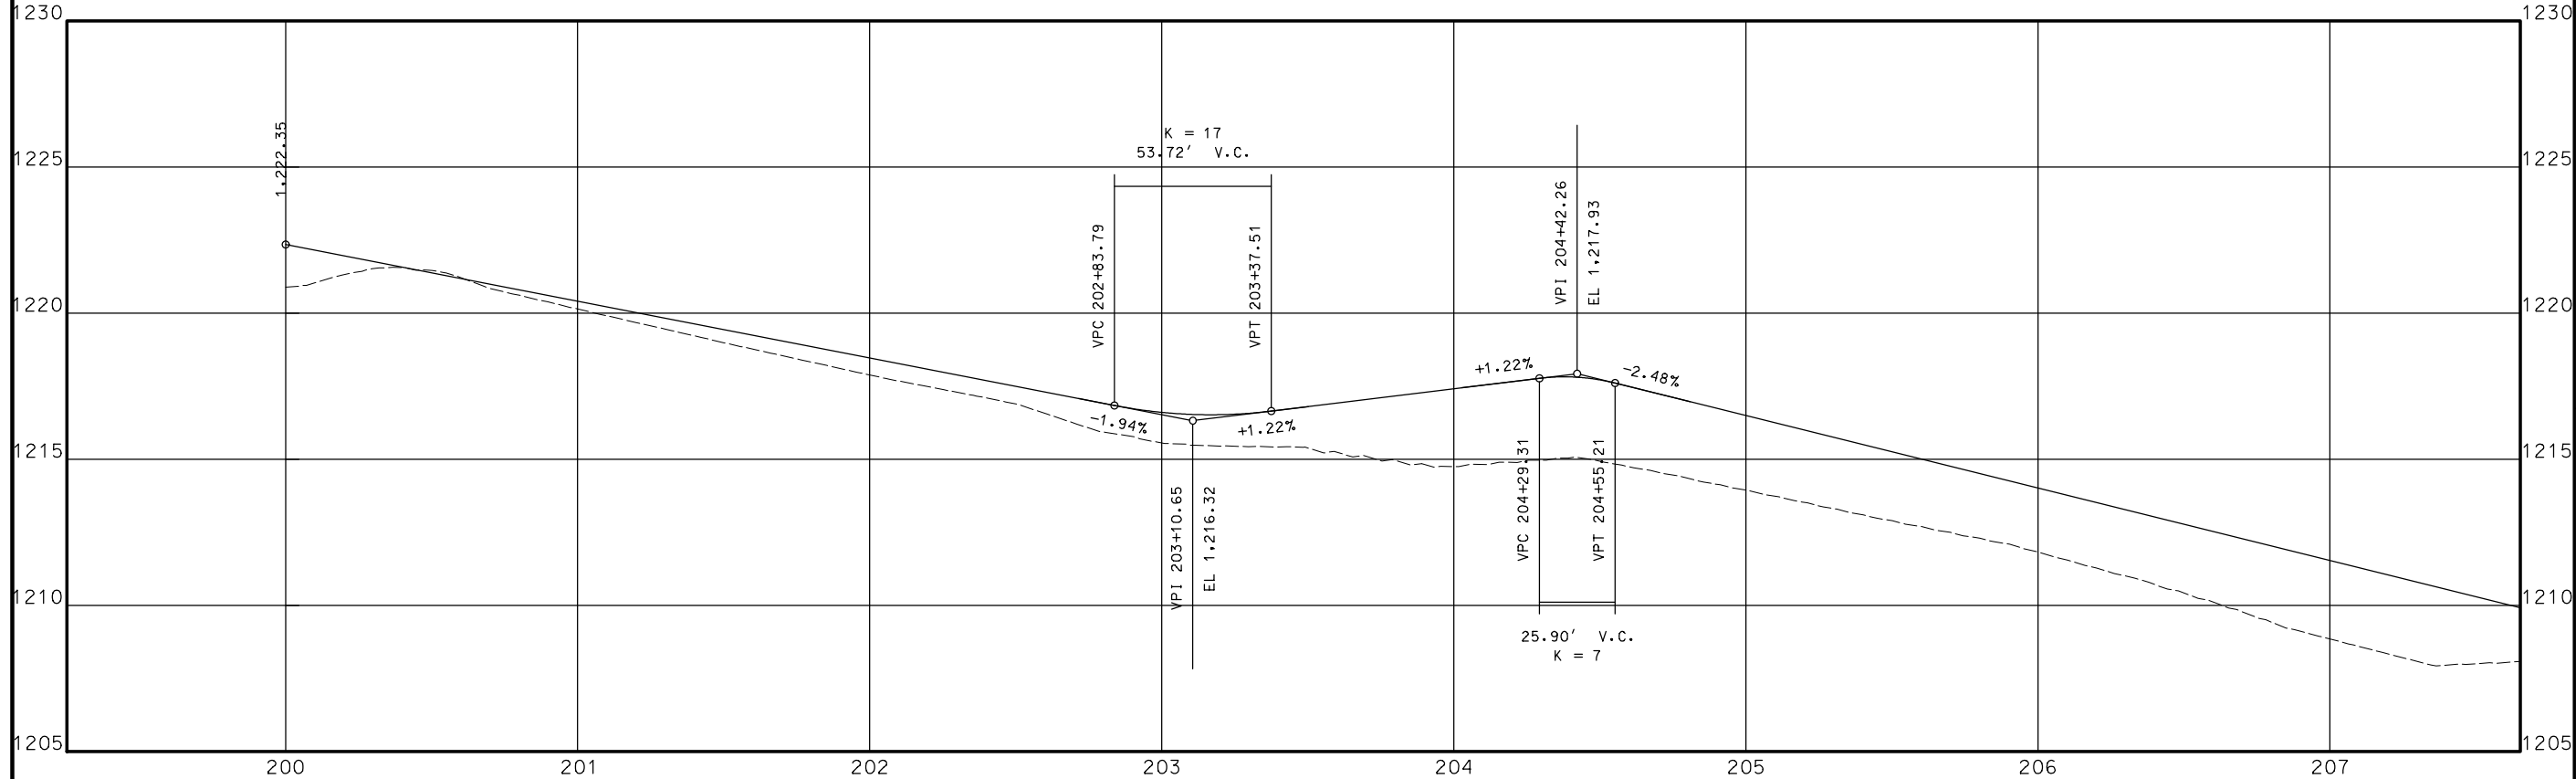 1230
1230
1,222.35
K = 17
53.72' V.C.
1225
1225
VPC 202+83.79
VPT 203+37.51
VPI 204+42.26
EL 1,217.93
1220
1220
-1.94%
+1.22%
+1.22%
-2.48%
1215
1215
VPI 203+10.65
EL 1,216.32
VPC 204+29.31
VPT 204+55.21
1210
1210
25.90' V.C.
K = 7
1205
1205
200 201 202 203 204 205 206 207